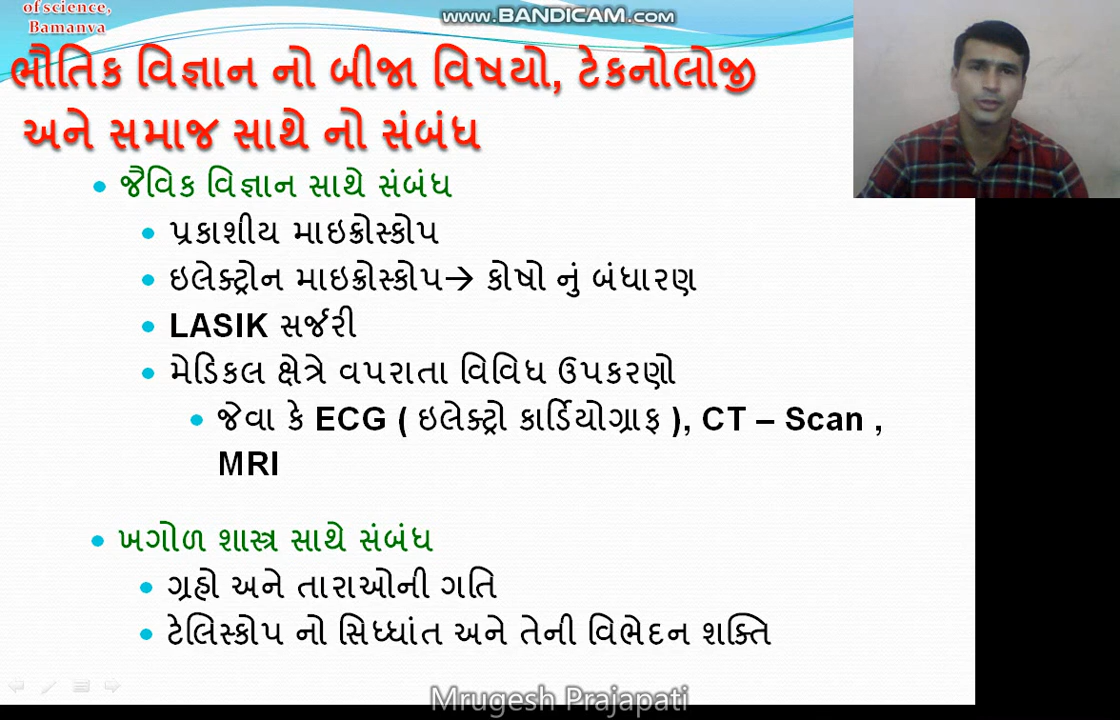 of science,
Bamanva
www.BANDICAM.com
ભૌતિક વિજ્ઞાન નો બીજા વિષયો, ટેકનોલોજી
અને સમાજ સાથે નો સંબંધ
જૈવિક વિજ્ઞાન સાથે સંબંધ
પ્રકાશીય માઇક્રોસ્કોપ
ઇલેક્ટ્રોન માઇક્રોસ્કોપ→ કોષો નું બંધારણ
LASIK સર્જરી
મેડિકલ ક્ષેત્રે વપરાતા વિવિધ ઉપકરણો
જેવા કે ECG ( ઇલેક્ટ્રો કાર્ડિયોગ્રાફ ), CT – Scan ,
MRI
ખગોળ શાસ્ત્ર સાથે સંબંધ
ગ્રહો અને તારાઓની ગતિ
ટેલિસ્કોપ નો સિધ્ધાંત અને તેની વિભેદન શક્તિ
Mrugesh Prajapati